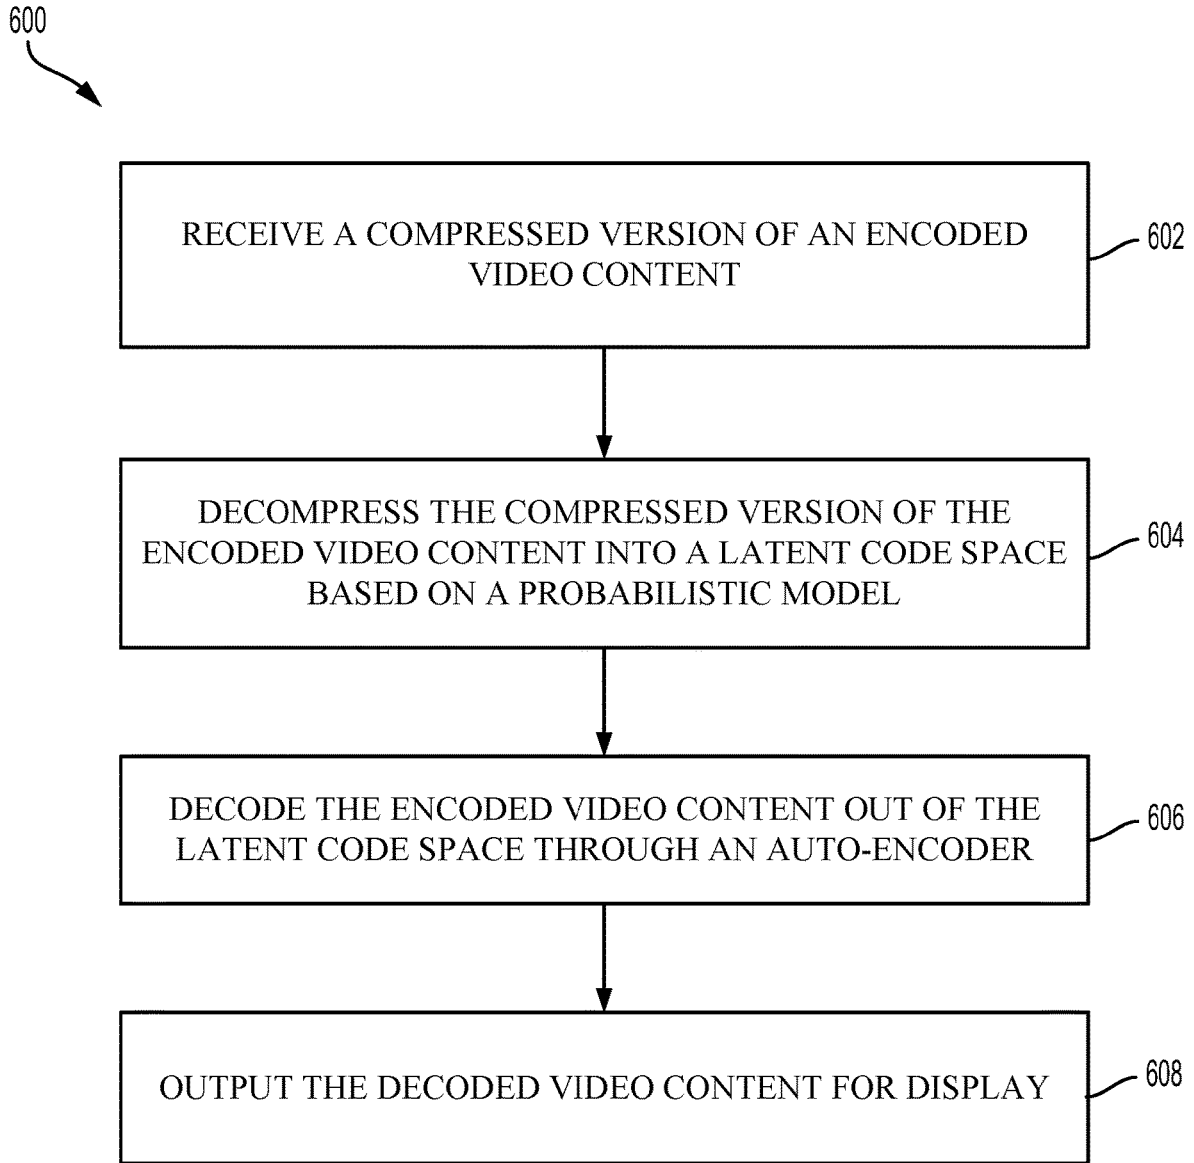 600
RECEIVE A COMPRESSED VERSION OF AN ENCODED
VIDEO CONTENT
602
DECOMPRESS THE COMPRESSED VERSION OF THE
ENCODED VIDEO CONTENT INTO A LATENT CODE SPACE
BASED ON A PROBABILISTIC MODEL
604
DECODE THE ENCODED VIDEO CONTENT OUT OF THE
LATENT CODE SPACE THROUGH AN AUTO-ENCODER
606
OUTPUT THE DECODED VIDEO CONTENT FOR DISPLAY
608